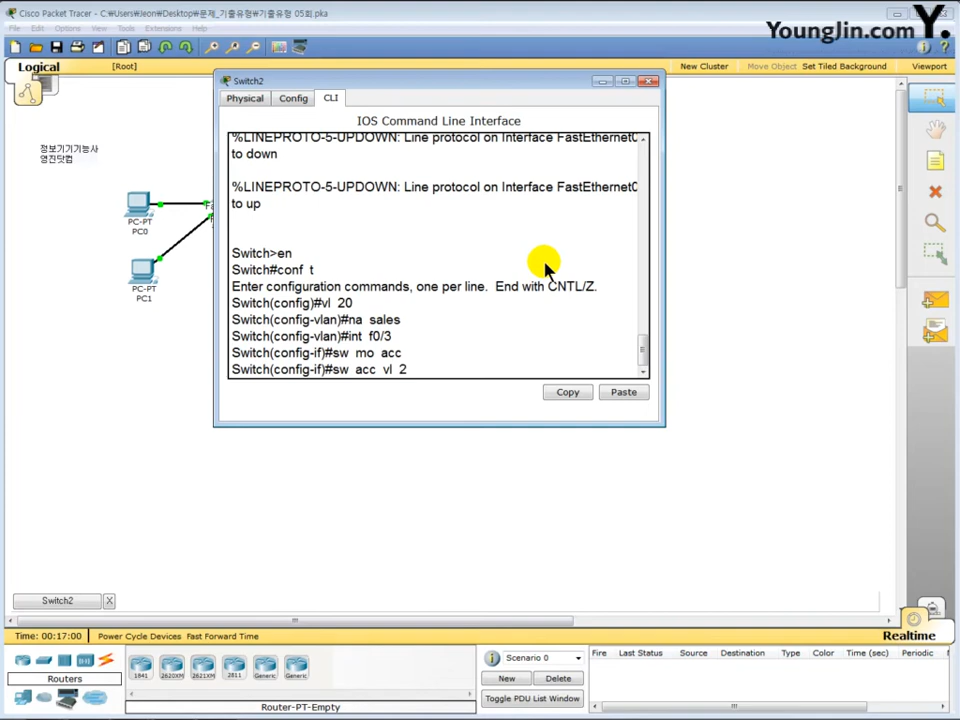 Cisco Packet Tracer - C:₩Users₩Jeon₩Desktop₩문제_기출유형₩기출유형 05회.pka
YoungJin.com Y.
File Edit Options View Tools Extensions Help
Logical
[Root]
New Cluster
Move Object
Set Tiled Background
Viewport
Switch2
Physical
Config
CLI
IOS Command Line Interface
%LINEPROTO-5-UPDOWN: Line protocol on Interface FastEthernet0
to down
%LINEPROTO-5-UPDOWN: Line protocol on Interface FastEthernet0
to up
Switch>en
Switch#conf t
Enter configuration commands, one per line. End with CNTL/Z.
Switch(config)#vl 20
Switch(config-vlan)#na sales
Switch(config-vlan)#int f0/3
Switch(config-if)#sw mo acc
Switch(config-if)#sw acc vl 2
Copy
Paste
정보기기기능사
영진닷컴
PC-PT
PC0
PC-PT
PC1
Switch2
X
Time: 00:17:00
Power Cycle Devices Fast Forward Time
Realtime
Routers
1841
2620XM
2621XM
2811
Generic
Generic
Router-PT-Empty
Scenario 0
New
Delete
Toggle PDU List Window
Fire
Last Status
Source
Destination
Type
Color
Time (sec)
Periodic